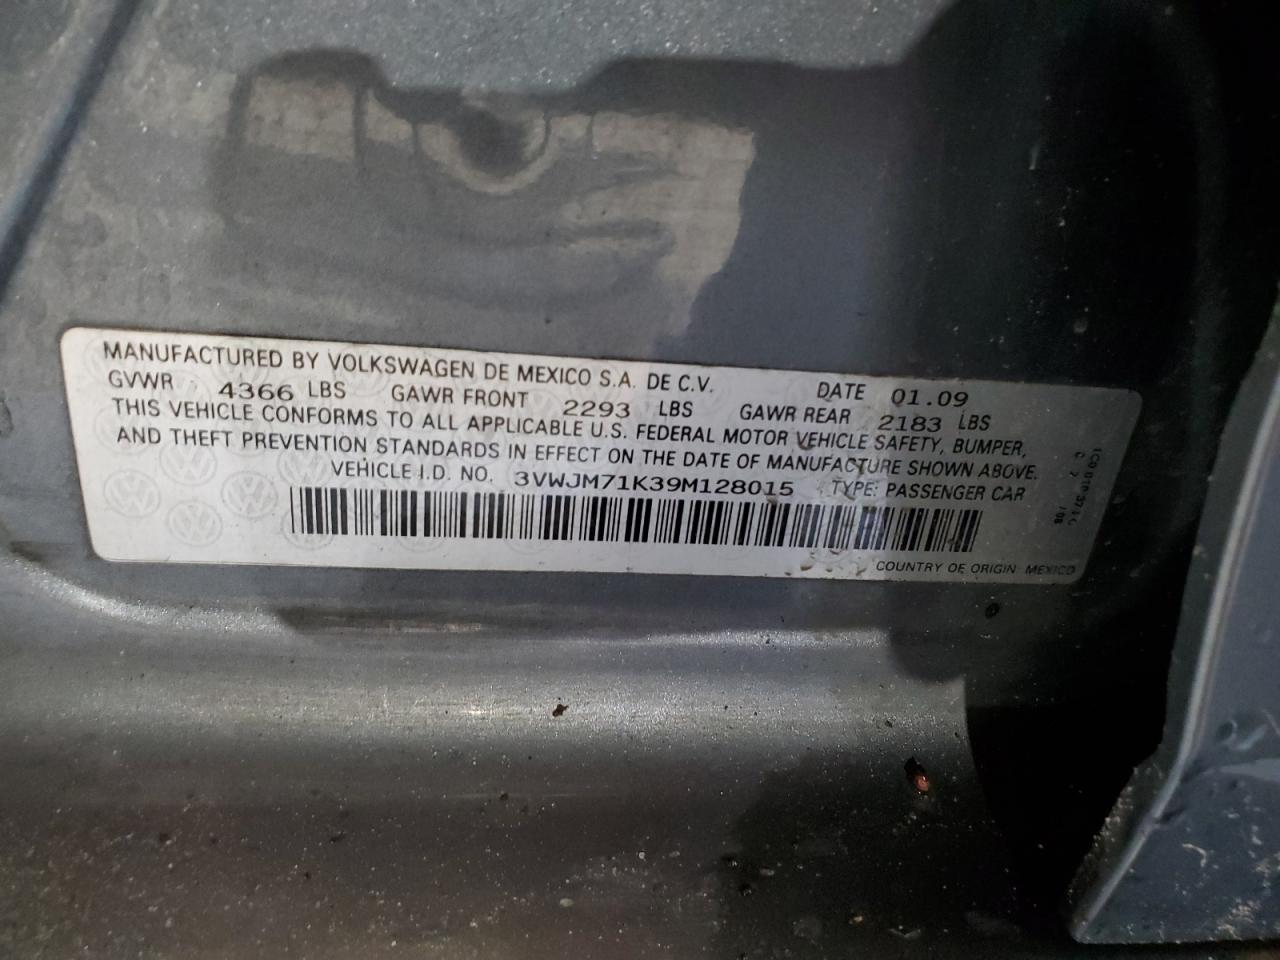 MANUFACTURED BY VOLKSWAGEN DE MEXICO S.A. DE C.V. DATE 01.09
GVWR 4366 LBS GAWR FRONT 2293 LBS GAWR REAR 2183 LBS
THIS VEHICLE CONFORMS TO ALL APPLICABLE U.S. FEDERAL MOTOR VEHICLE SAFETY, BUMPER,
AND THEFT PREVENTION STANDARDS IN EFFECT ON THE DATE OF MANUFACTURE SHOWN ABOVE.
VEHICLE I.D. NO. 3VWJM71K39M128015 TYPE: PASSENGER CAR
COUNTRY OF ORIGIN: MEXICO